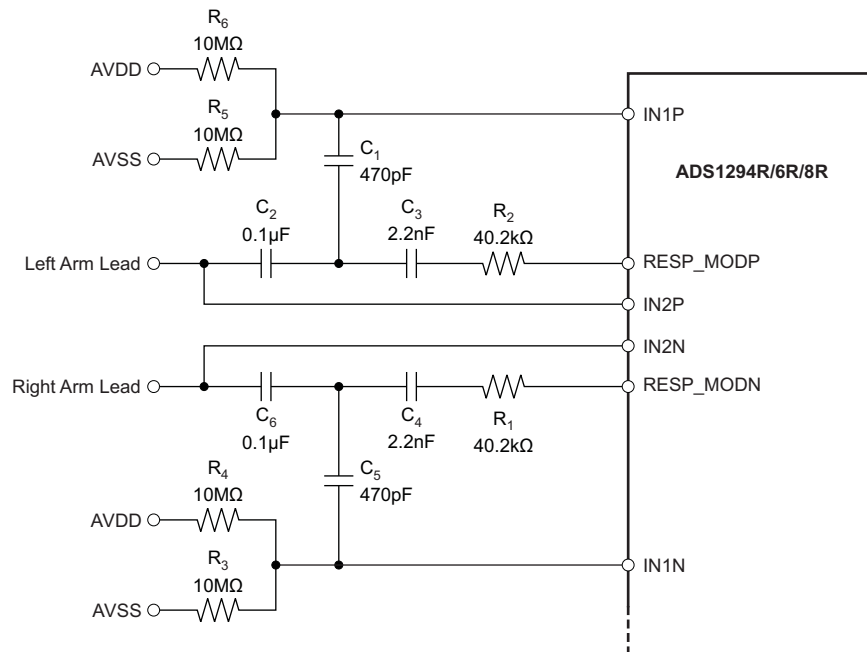 R6
10MΩ
AVDD
R5
10MΩ
AVSS
IN1P
C1
470pF
ADS1294R/6R/8R
C2
0.1µF
C3
2.2nF
R2
40.2kΩ
Left Arm Lead
RESP_MODP
IN2P
IN2N
Right Arm Lead
RESP_MODN
C6
0.1µF
C4
2.2nF
R1
40.2kΩ
R4
10MΩ
C5
470pF
AVDD
R3
10MΩ
IN1N
AVSS